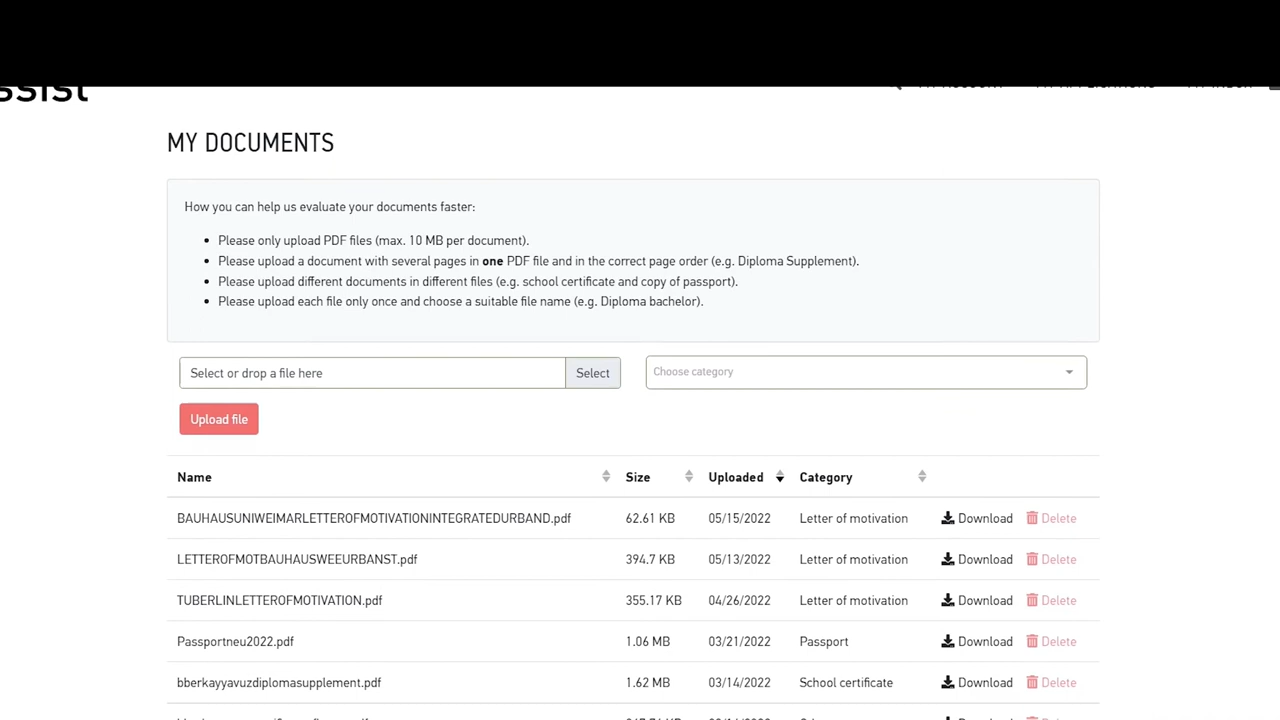 MY DOCUMENTS
How you can help us evaluate your documents faster:
Please only upload PDF files (max. 10 MB per document).
Please upload a document with several pages in one PDF file and in the correct page order (e.g. Diploma Supplement).
Please upload different documents in different files (e.g. school certificate and copy of passport).
Please upload each file only once and choose a suitable file name (e.g. Diploma bachelor).
Select or drop a file here Select Choose category
Upload file
Name Size Uploaded Category
BAUHAUSUNIWEIMARLETTEROFMOTIVATIONINTEGRATEDURBAND.pdf 62.61 KB 05/15/2022 Letter of motivation Download Delete
LETTEROFMOTBAUHAUSWEEURBANST.pdf 394.7 KB 05/13/2022 Letter of motivation Download Delete
TUBERLINLETTEROFMOTIVATION.pdf 355.17 KB 04/26/2022 Letter of motivation Download Delete
Passportneu2022.pdf 1.06 MB 03/21/2022 Passport Download Delete
bberkayyavuzdiplomasupplement.pdf 1.62 MB 03/14/2022 School certificate Download Delete